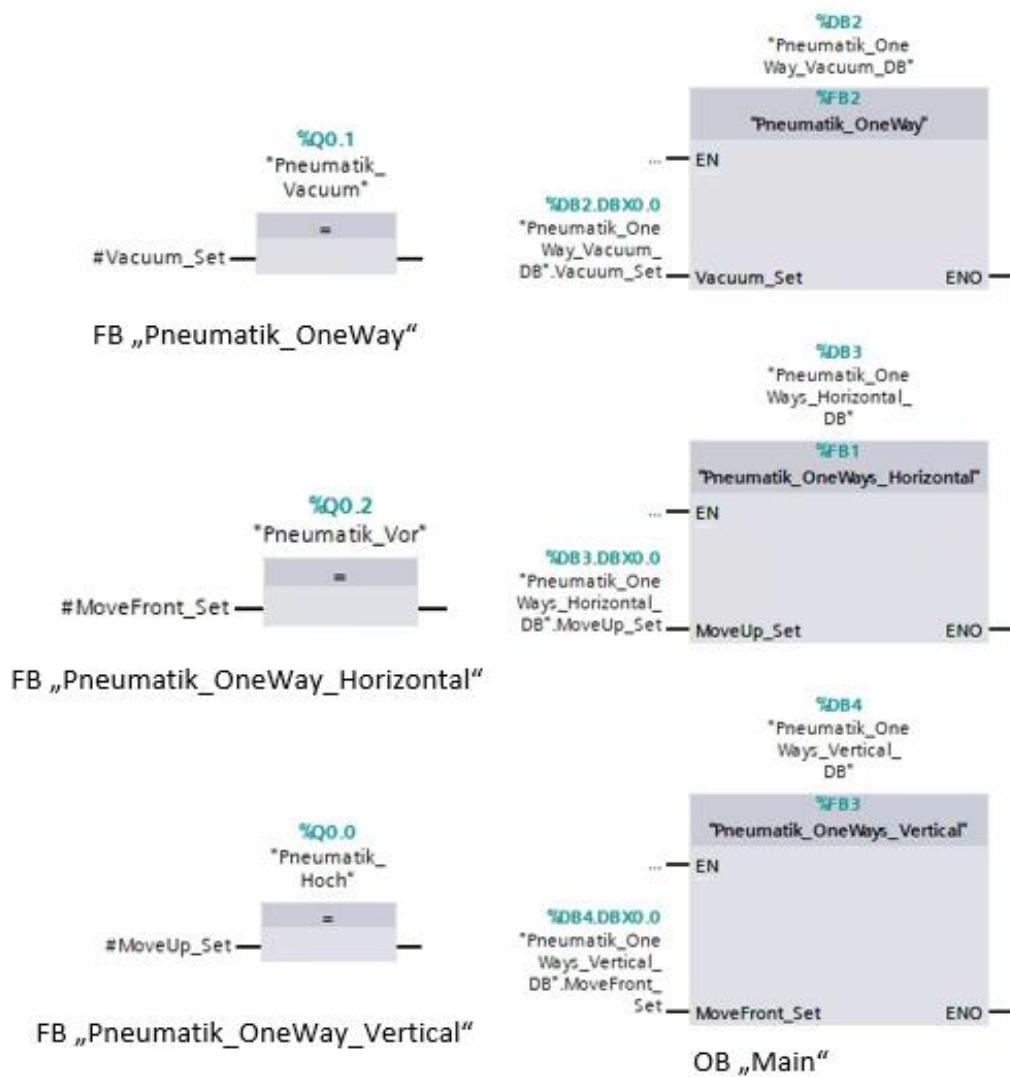 %Q0.1
"Pneumatik_
Vacuum"
=
#Vacuum_Set
FB „Pneumatik_OneWay“
%DB2
"Pneumatik_One
Way_Vacuum_DB"
%FB2
"Pneumatik_OneWay"
... EN
%DB2.DBX0.0
"Pneumatik_One
Way_Vacuum_
DB".Vacuum_Set
Vacuum_Set ENO
%Q0.2
"Pneumatik_Vor"
=
#MoveFront_Set
FB „Pneumatik_OneWay_Horizontal“
%DB3
"Pneumatik_One
Ways_Horizontal_
DB"
%FB1
"Pneumatik_OneWays_Horizontal"
... EN
%DB3.DBX0.0
"Pneumatik_One
Ways_Horizontal_
DB".MoveUp_Set
MoveUp_Set ENO
%Q0.0
"Pneumatik_
Hoch"
=
#MoveUp_Set
FB „Pneumatik_OneWay_Vertical“
%DB4
"Pneumatik_One
Ways_Vertical_
DB"
%FB3
"Pneumatik_OneWays_Vertical"
... EN
%DB4.DBX0.0
"Pneumatik_One
Ways_Vertical_
DB".MoveFront_
Set
MoveFront_Set ENO
OB „Main“